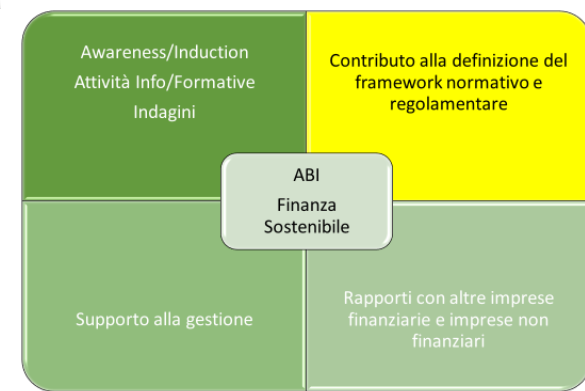 Awareness/Induction
Attività Info/Formative
Indagini
Contributo alla definizione del
framework normativo e
regolamentare
ABI
Finanza
Sostenibile
Supporto alla gestione
Rapporti con altre imprese
finanziarie e imprese non
finanziari